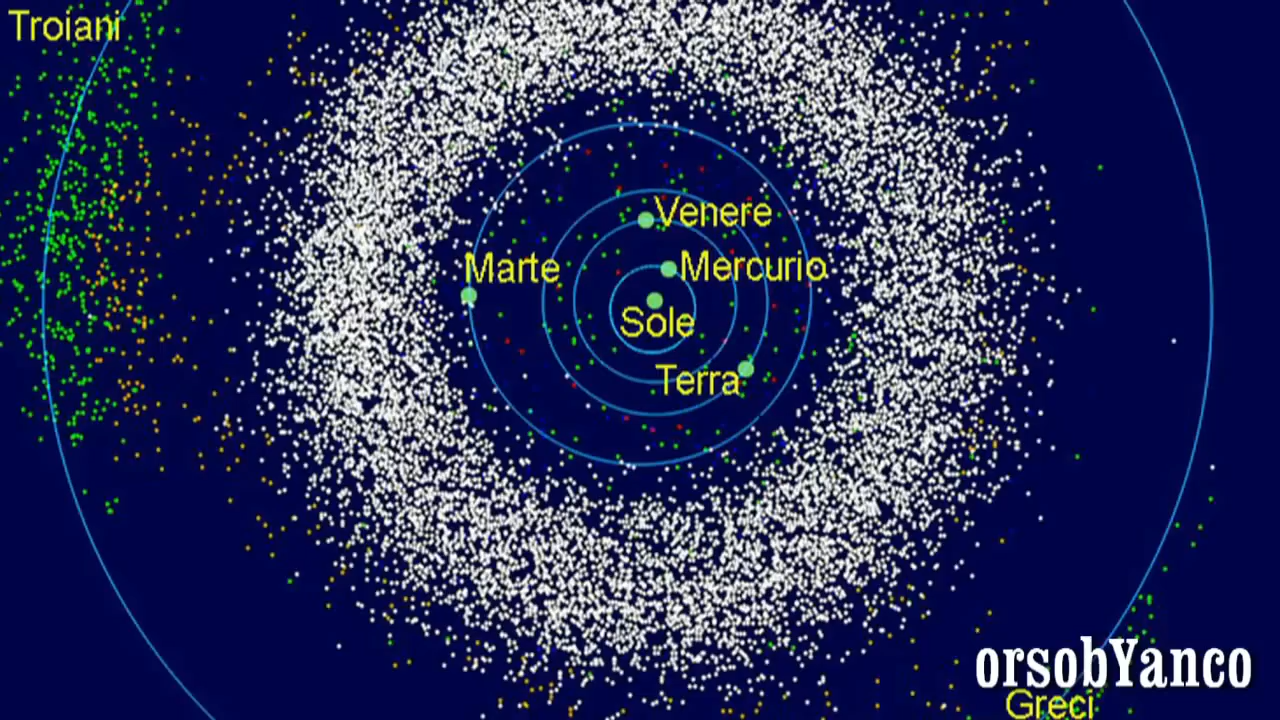 Troiani
Venere
Marte
Mercurio
Sole
Terra
orsobYanco
Greci